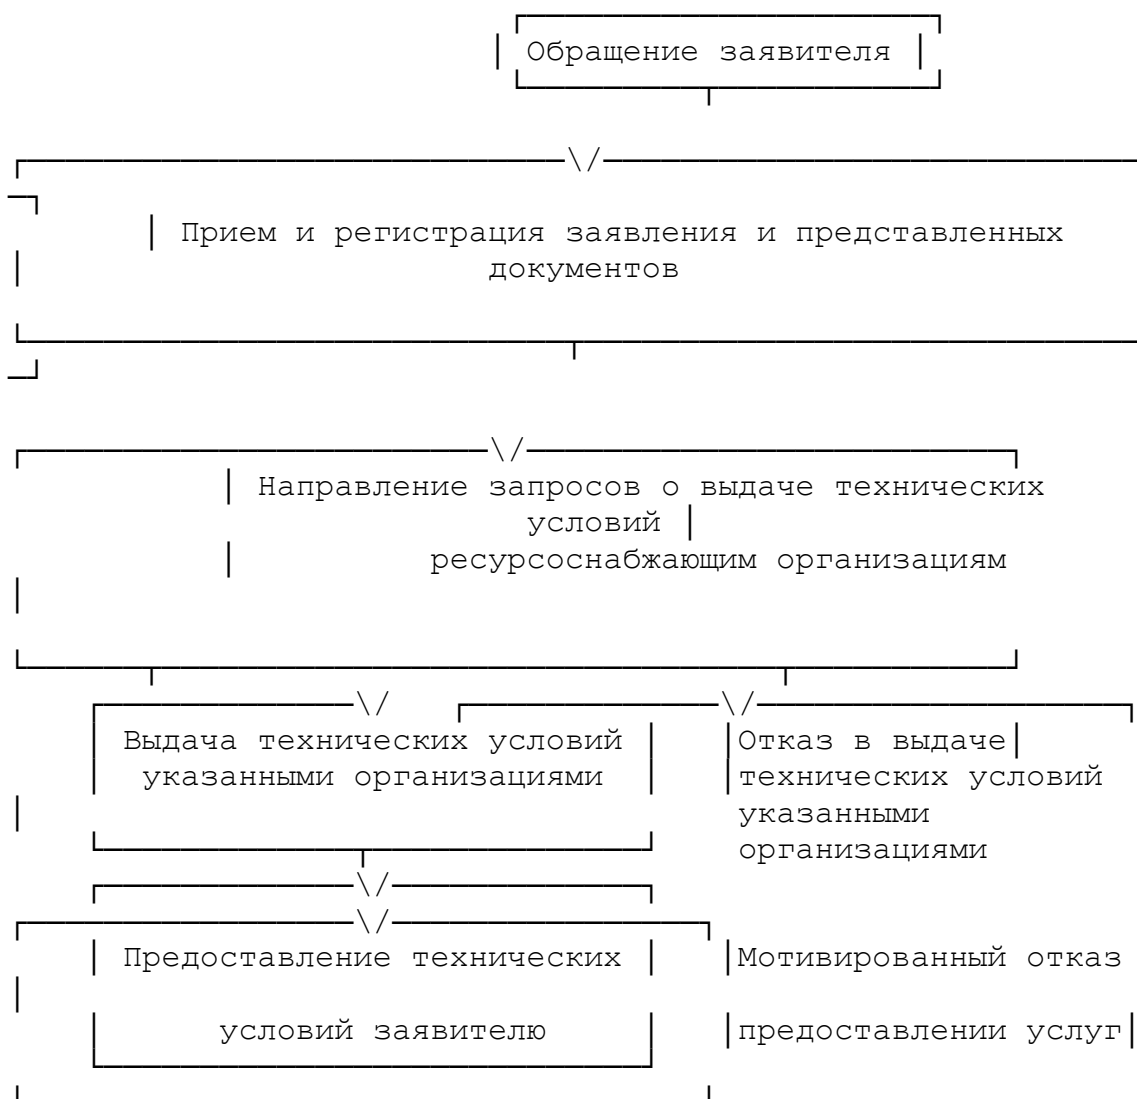 Обращение заявителя
Прием и регистрация заявления и представленных
документов
Направление запросов о выдаче технических
условий
ресурсоснабжающим организациям
Выдача технических условий
указанными организациями
Отказ в выдаче
технических условий
указанными
организациями
Предоставление технических
условий заявителю
Мотивированный отказ
предоставлении услуг